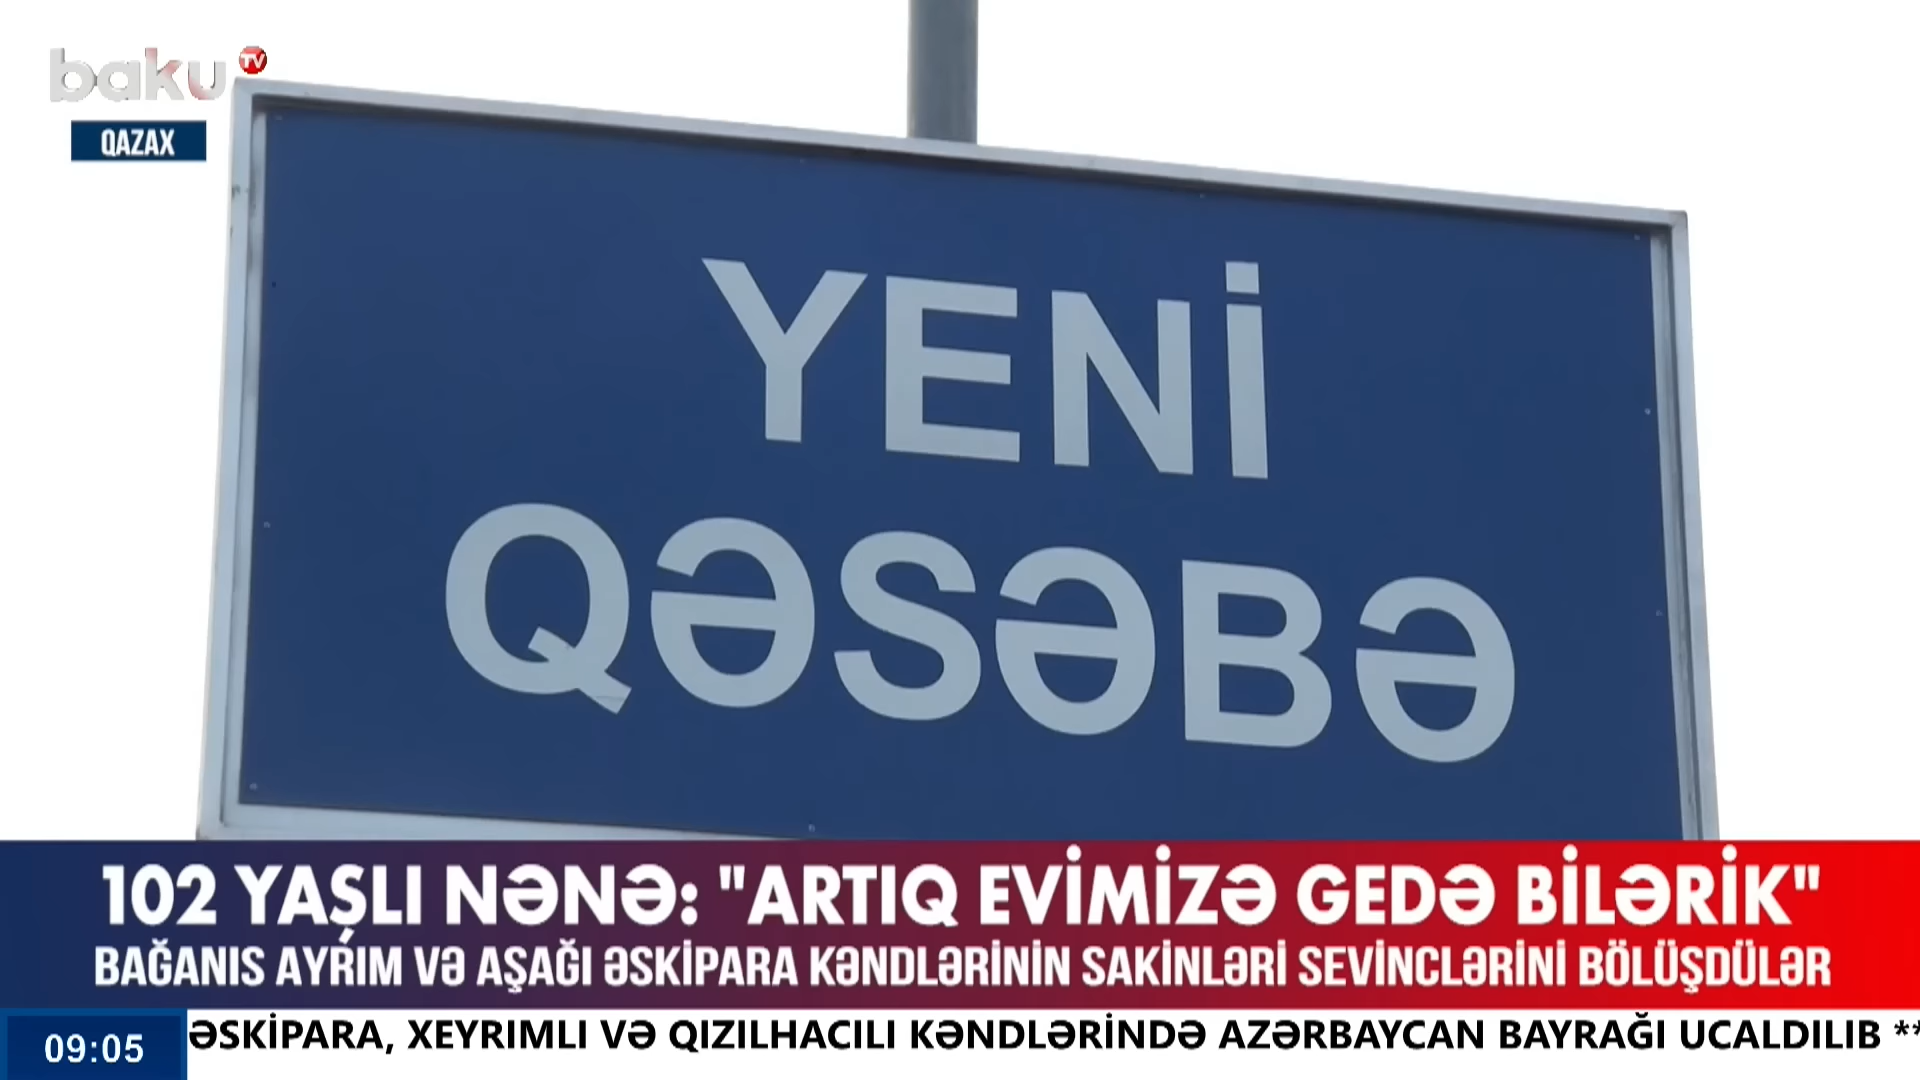 baku TV
QAZAX
YENİ
QƏSƏBƏ
102 YAŞLI NƏNƏ: "ARTIQ EVİMİZƏ GEDƏ BİLƏRİK"
BAĞANIS AYRIM VƏ AŞAĞI ƏSKİPARA KƏNDLƏRİNİN SAKİNLƏRİ SEVİNCLƏRİNİ BÖLÜŞDÜLƏR
09:05 ƏSKİPARA, XEYRIMLI VƏ QIZILHACILI KƏNDLƏRİNDƏ AZƏRBAYCAN BAYRAĞI UCALDILIB **